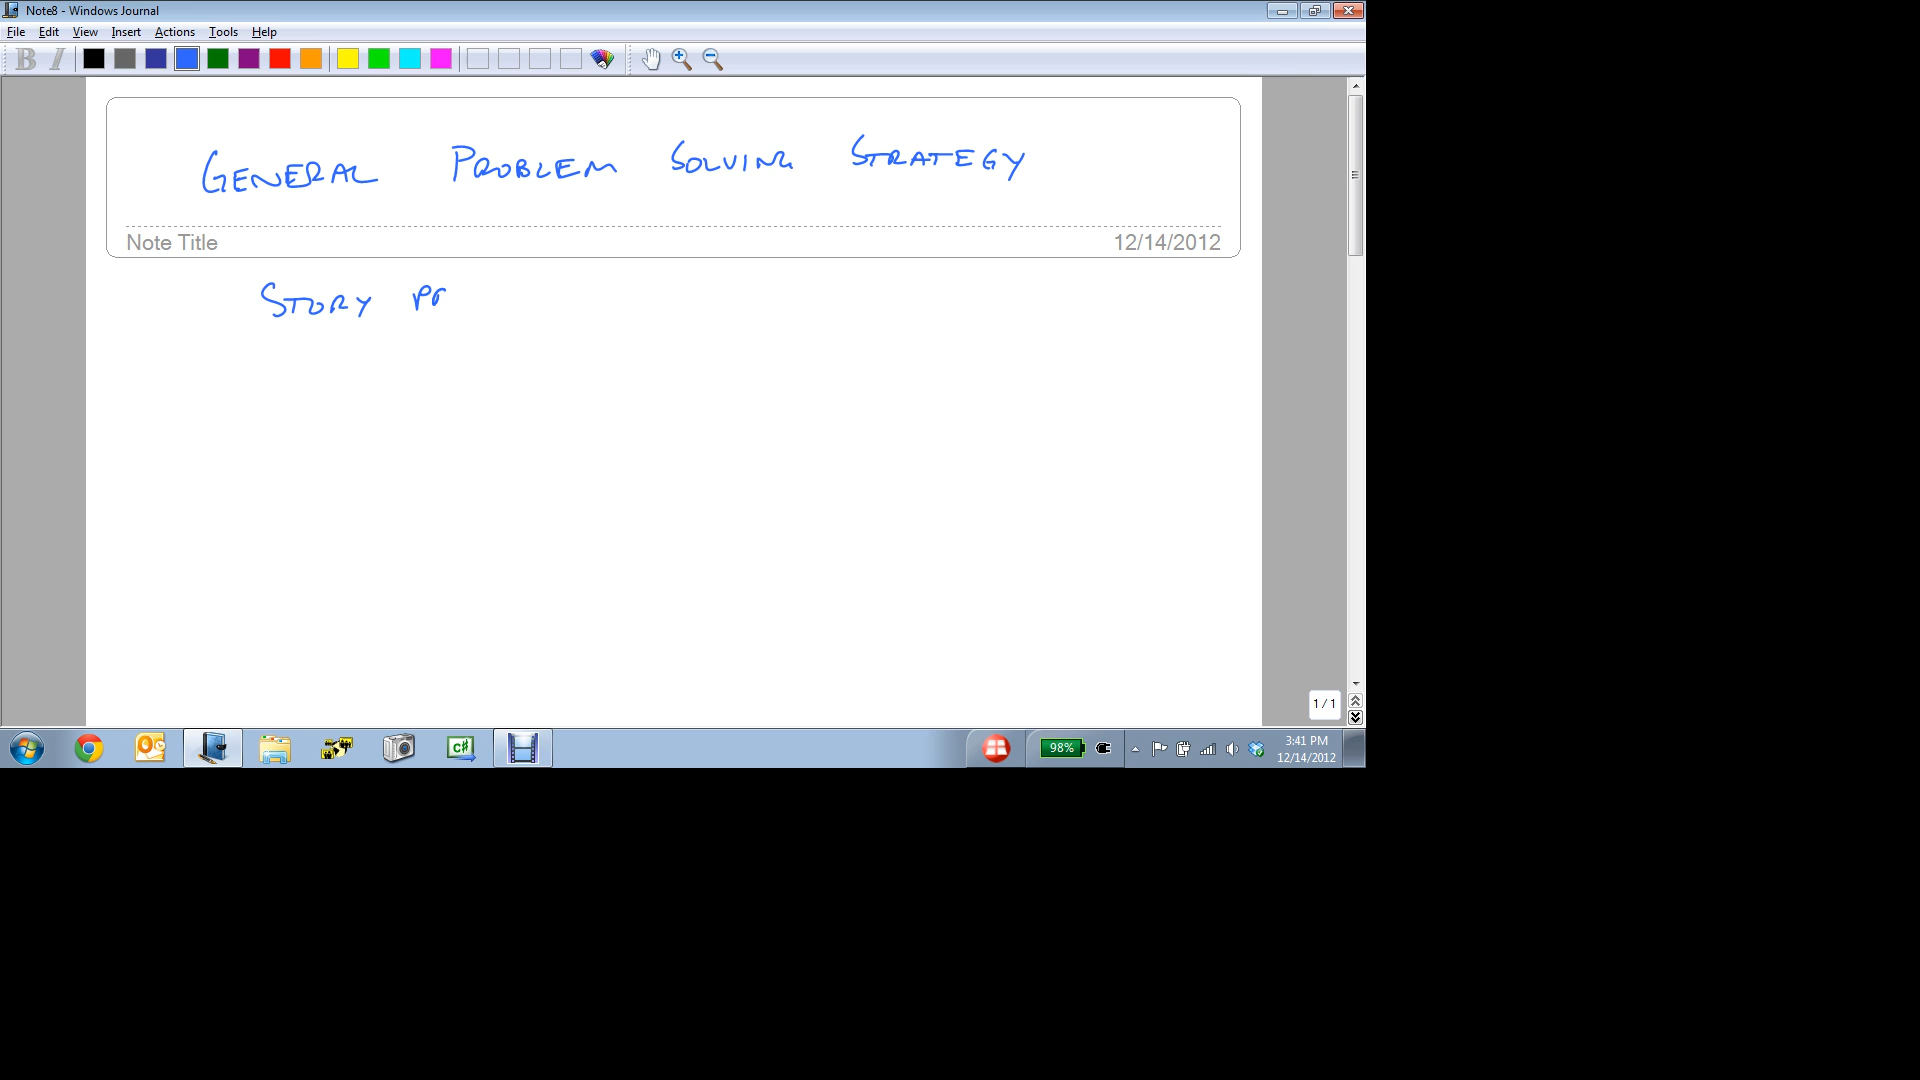 Note8 - Windows Journal
File Edit View Insert Actions Tools Help
B I
GENERAL PROBLEM SOLVING STRATEGY
Note Title 12/14/2012
STORY PR
1 / 1
98%
3:41 PM
12/14/2012
C#